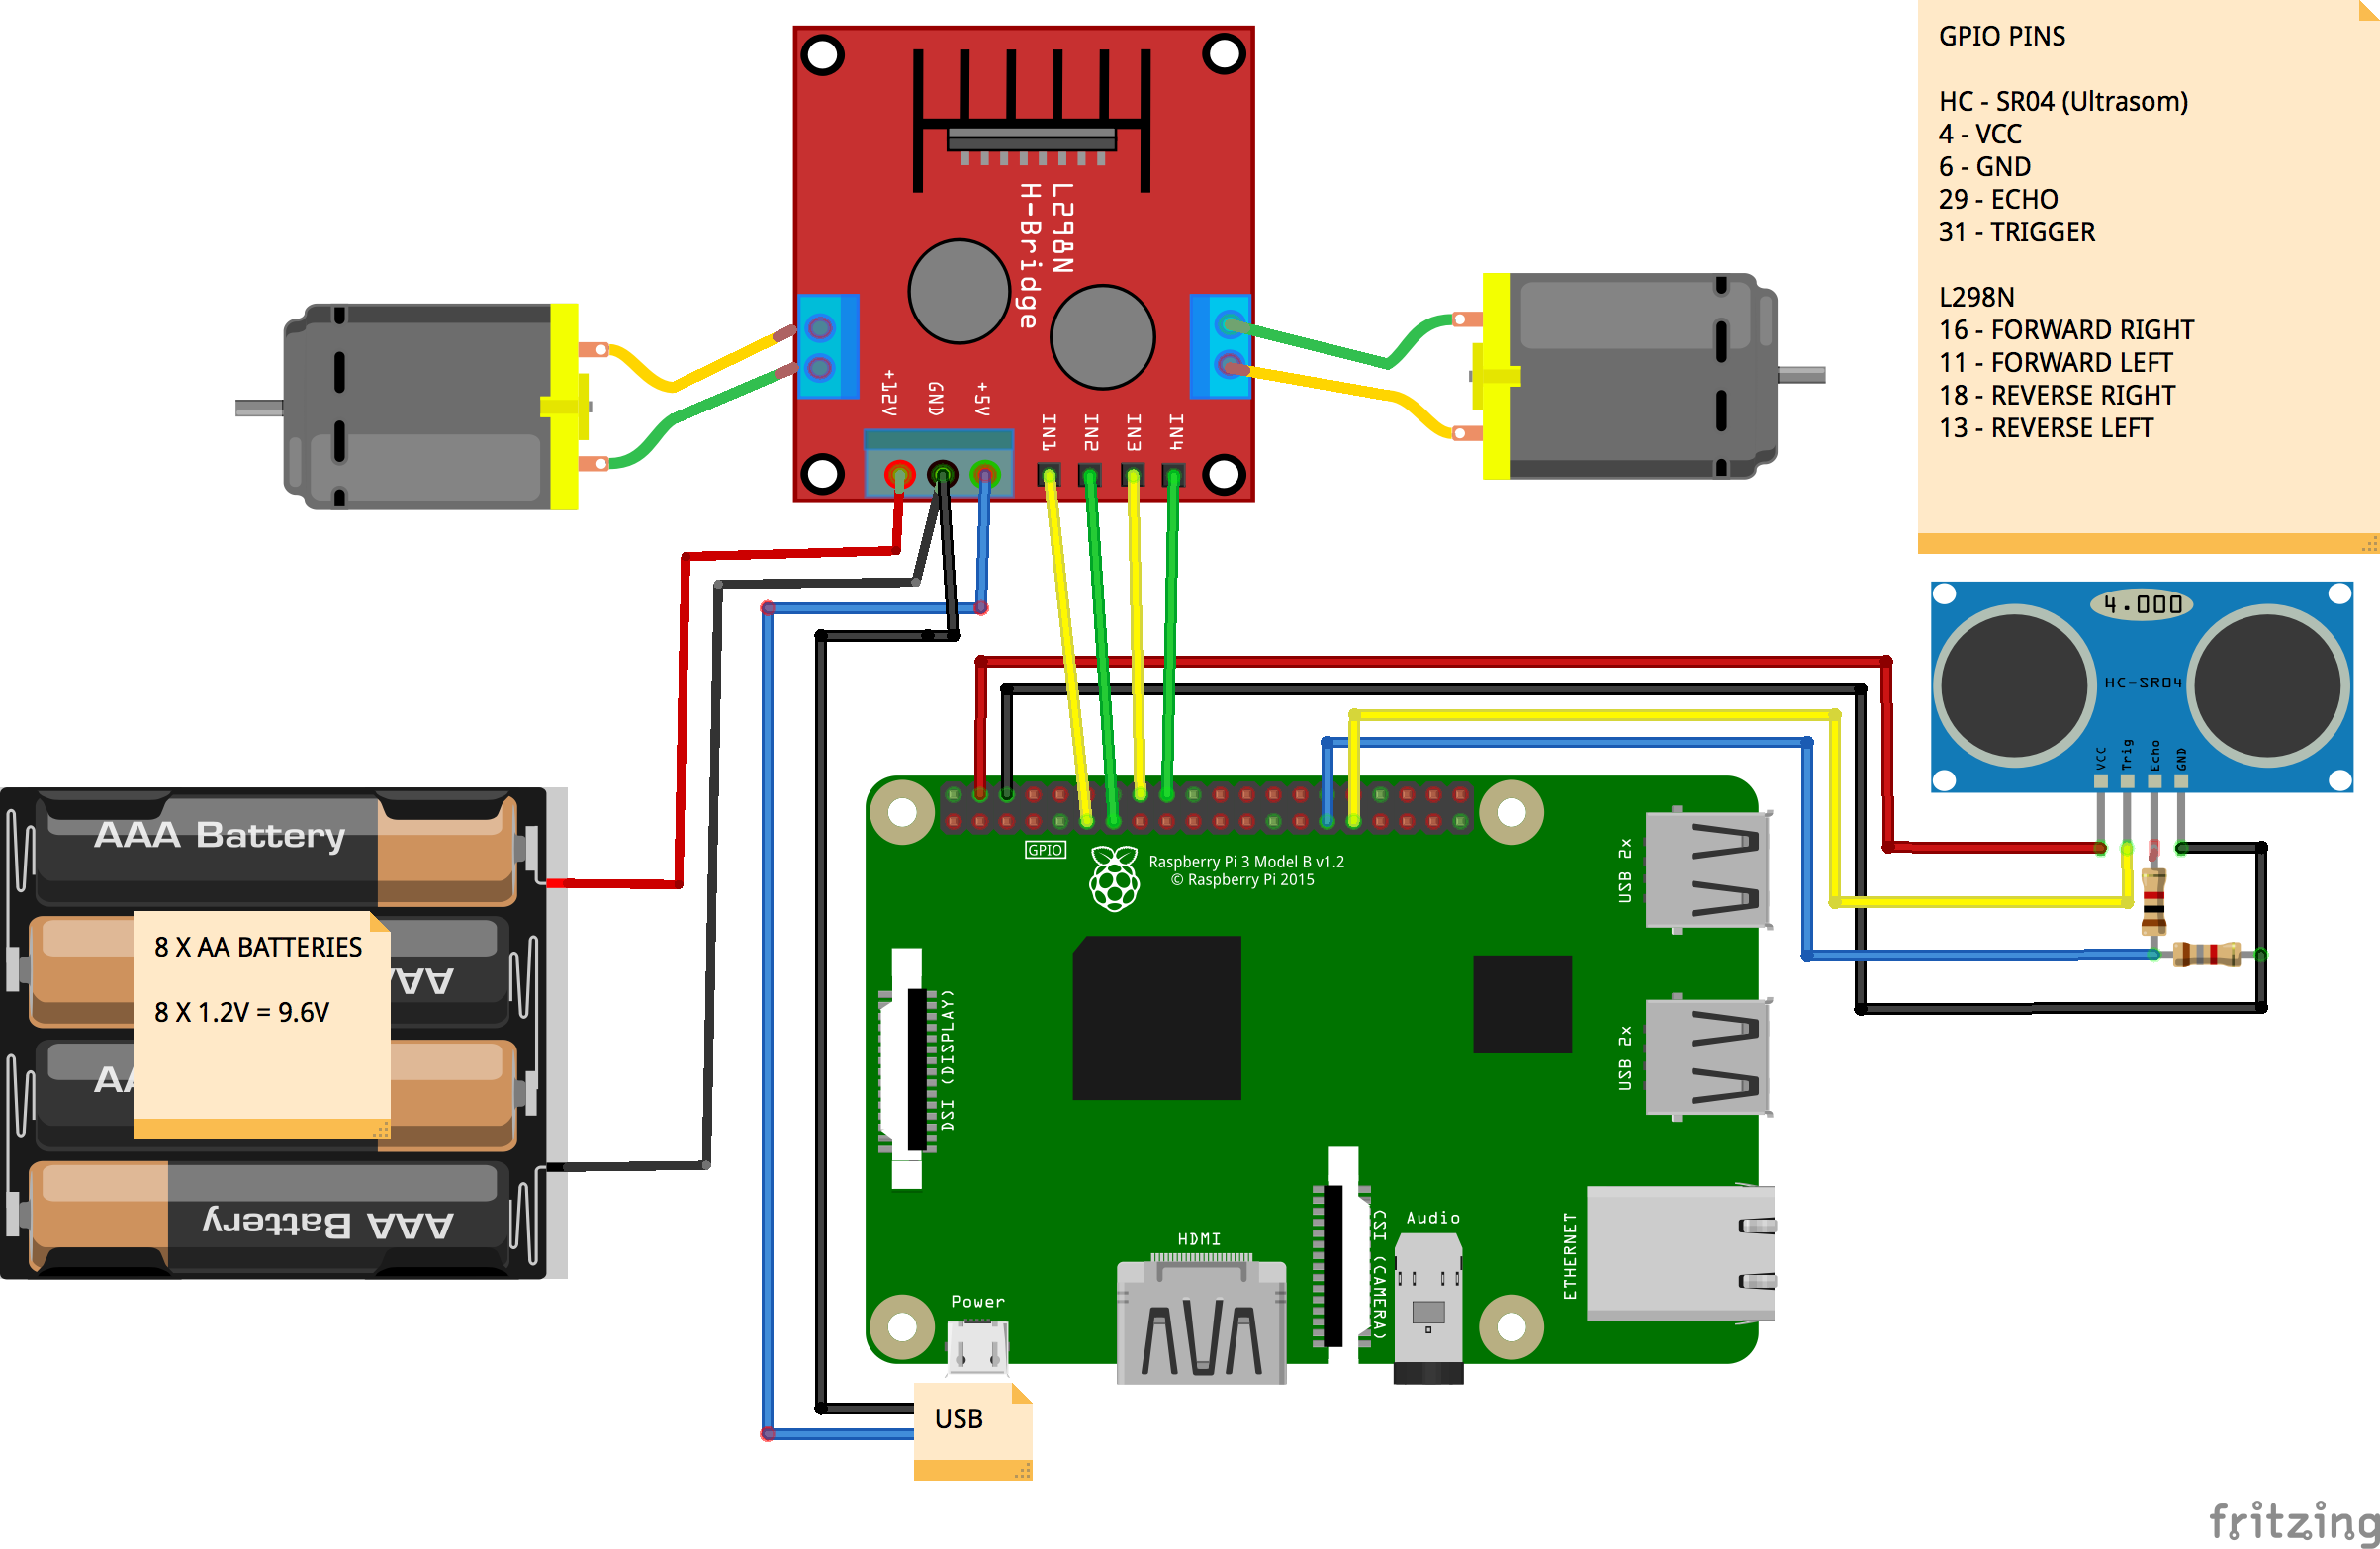 GPIO PINS
HC - SR04 (Ultrasom)
4 - VCC
6 - GND
29 - ECHO
31 - TRIGGER
L298N
16 - FORWARD RIGHT
11 - FORWARD LEFT
18 - REVERSE RIGHT
13 - REVERSE LEFT
L298N
H-Bridge
+12V
GND
+5V
IN1
IN2
IN3
IN4
4.000
HC-SR04
VCC
Trig
Echo
GND
AAA Battery
AA
AA
AAA Battery
8 X AA BATTERIES
8 X 1.2V = 9.6V
GPIO
Raspberry Pi 3 Model B v1.2
© Raspberry Pi 2015
USB 2x
USB 2x
DSI (DISPLAY)
HDMI
CSI (CAMERA)
Audio
ETHERNET
Power
USB
fritzing